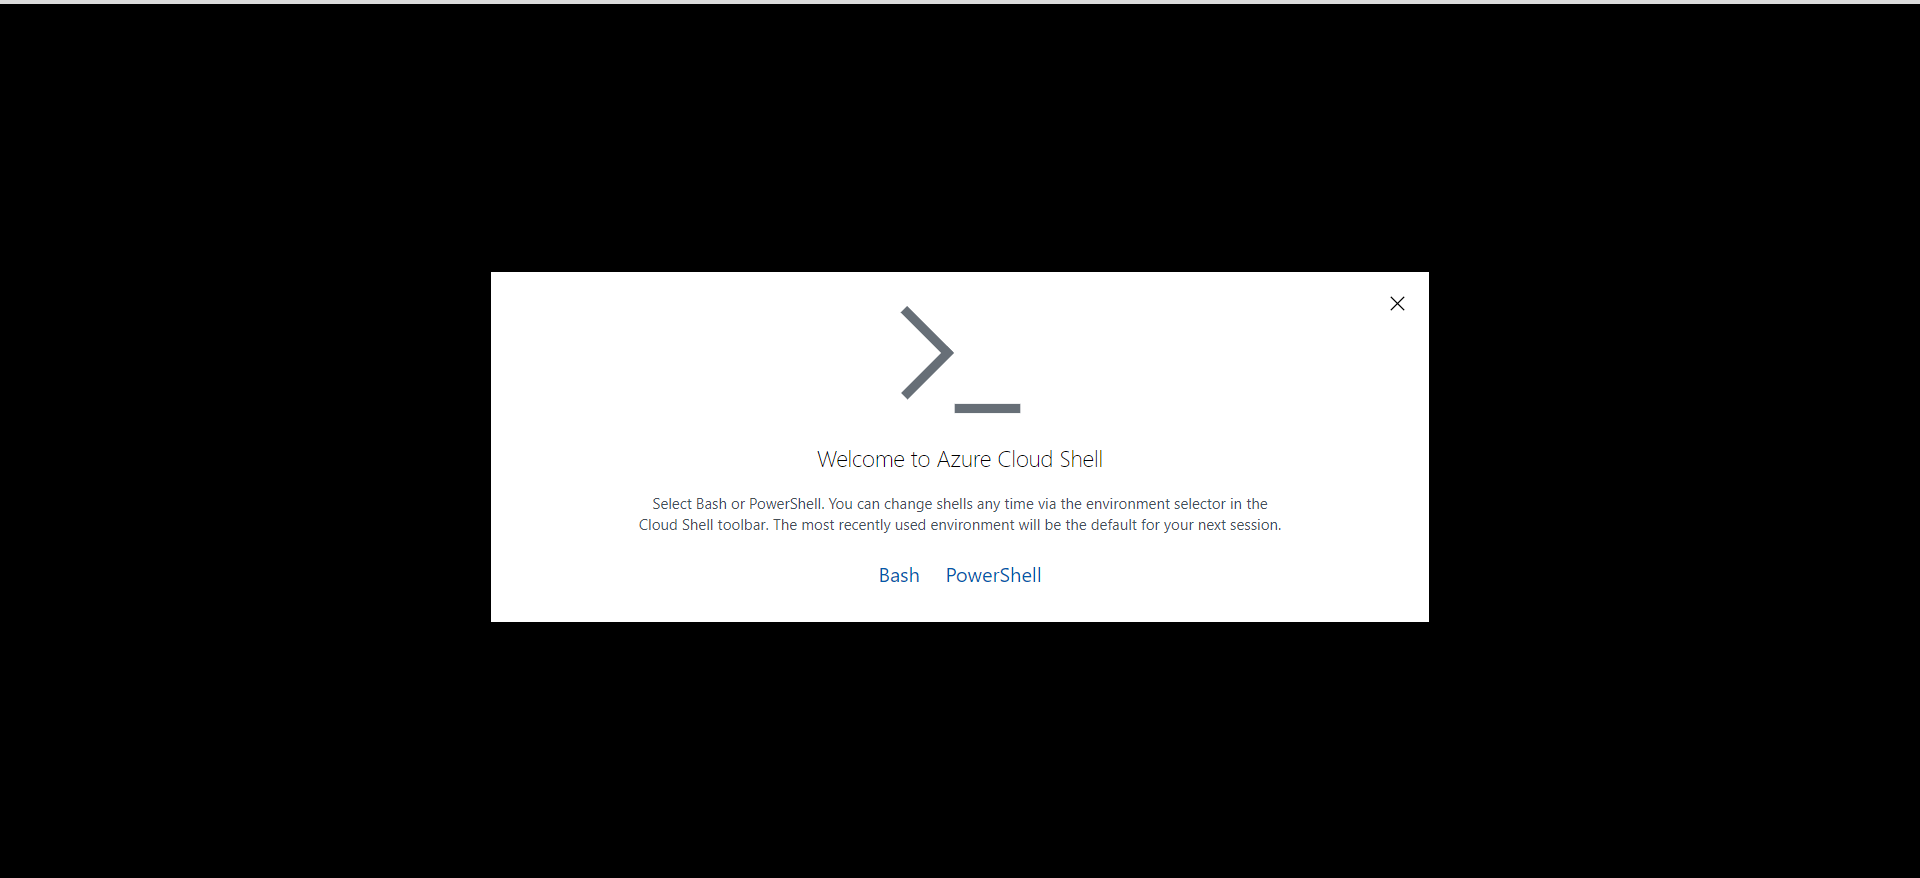 Welcome to Azure Cloud Shell
Select Bash or PowerShell. You can change shells any time via the environment selector in the
Cloud Shell toolbar. The most recently used environment will be the default for your next session.
Bash PowerShell